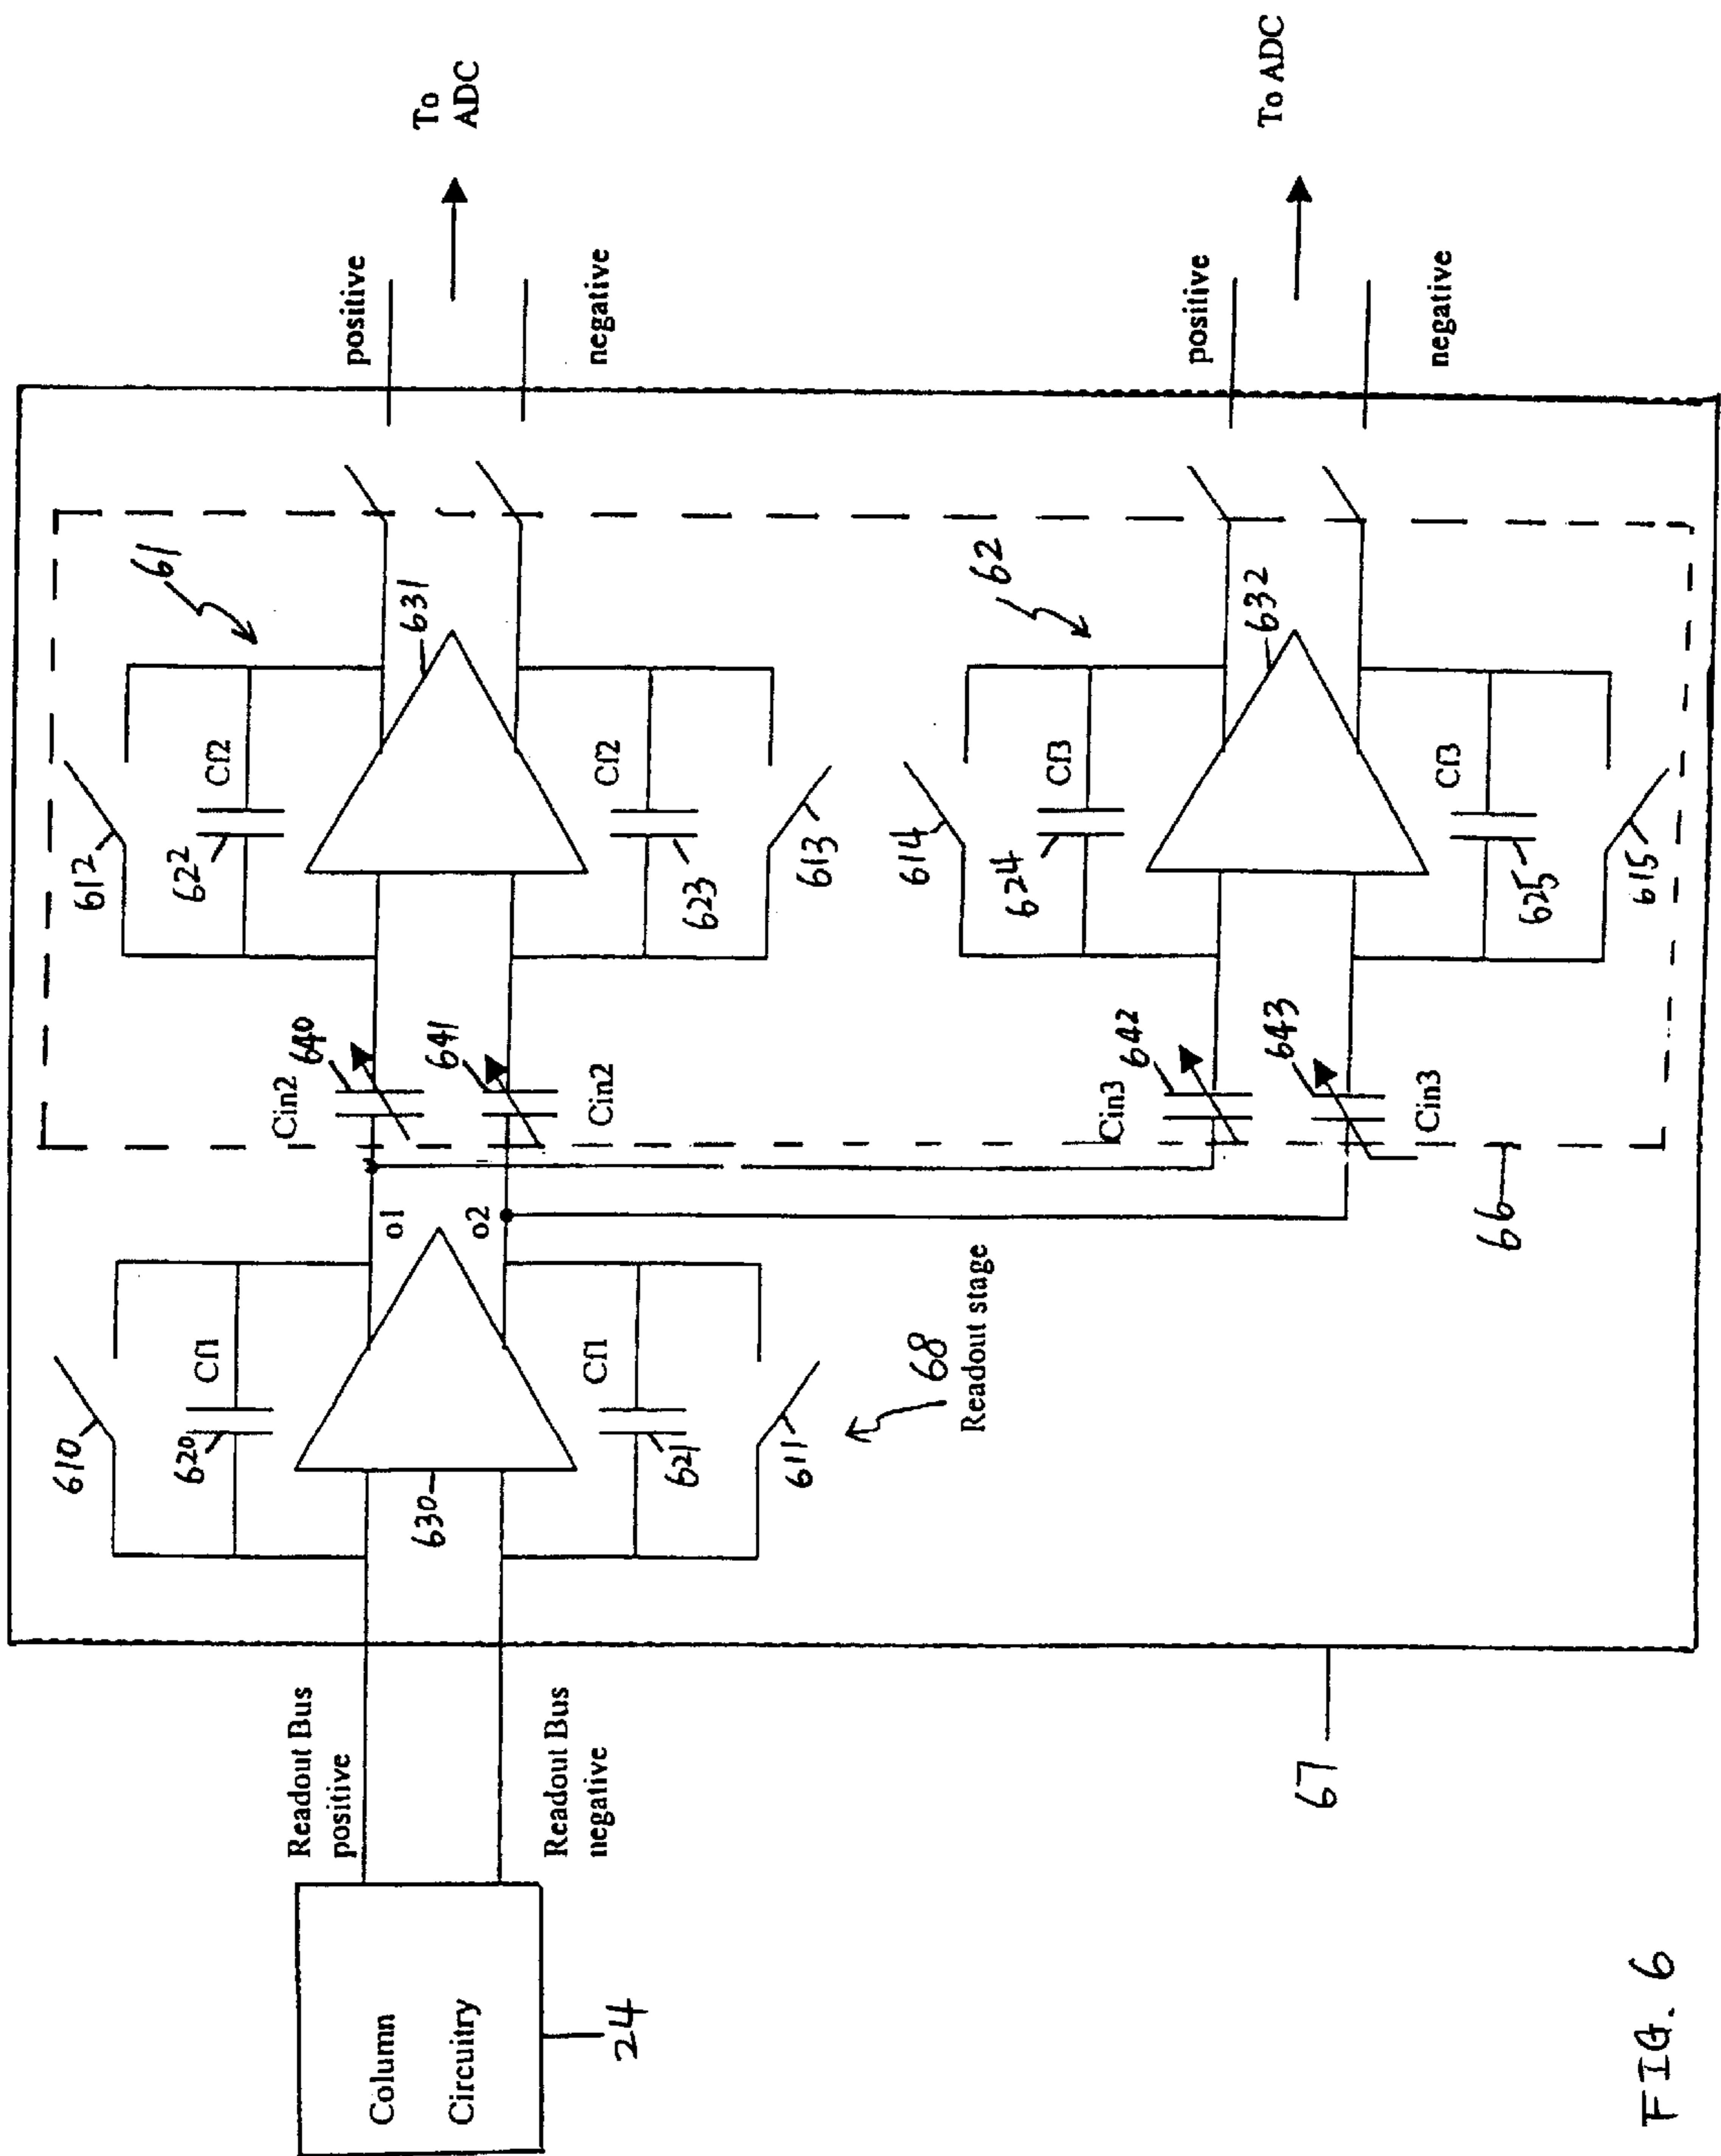 Column
Circuitry
24
Readout Bus
positive
Readout Bus
negative
67
610
620
Cf1
630
Cf1
621
611
68
Readout stage
o1
o2
66
Cin2
640
641
Cin2
Cin3
642
643
Cin3
612
622
Cf2
61
631
Cf2
623
613
614
624
Cf3
62
632
Cf3
625
615
positive
negative
To
ADC
positive
negative
To ADC
FIG. 6